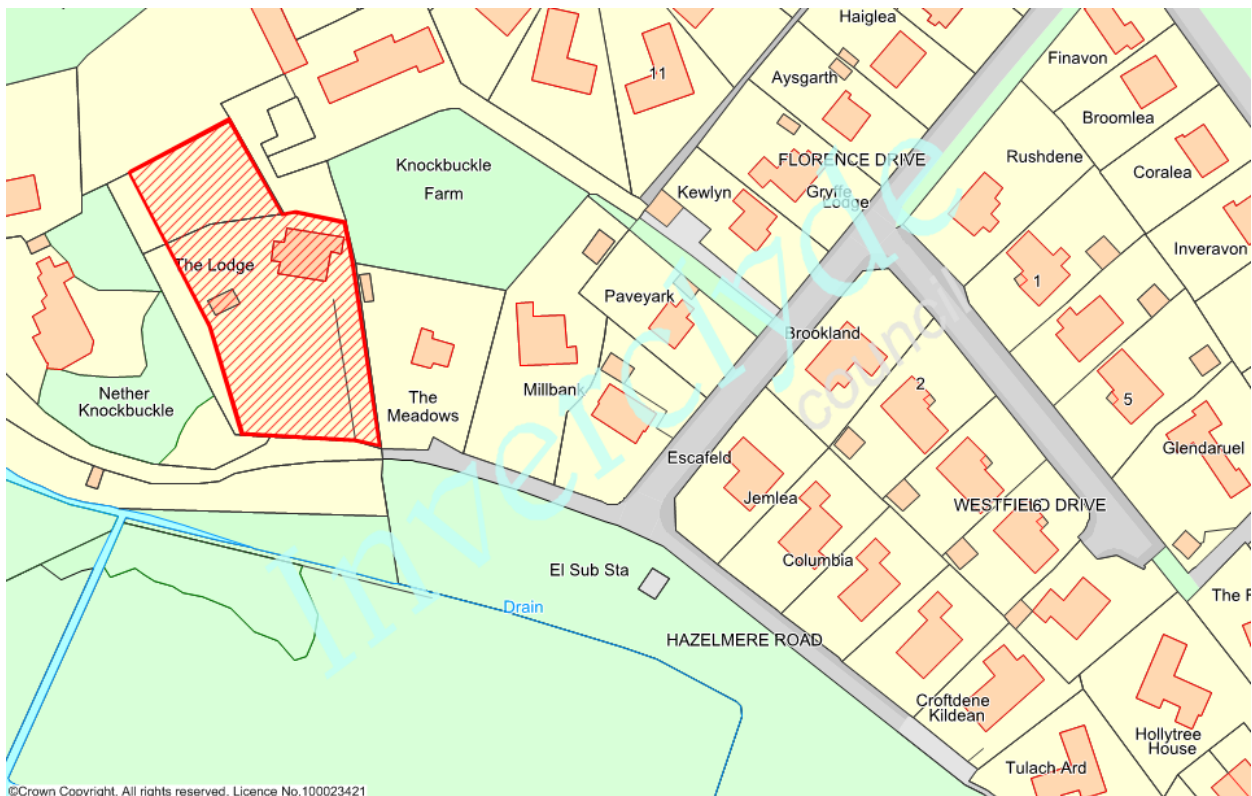 Haiglea
Finavon
11
Aysgarth
Broomlea
FLORENCE DRIVE
Rushdene
Knockbuckle
Farm
Coralea
Kewlyn
Gryffe
Lodge
Inveravon
The Lodge
1
Paveyark
Brookland
Nether
Knockbuckle
The
Meadows
Millbank
2
5
Escafeld
Glendaruel
Jemlea
WESTFIELD DRIVE
6
Columbia
El Sub Sta
The F
Drain
HAZELMERE ROAD
Croftdene
Kildean
Hollytree
House
Tulach Ard
Inverclyde
council
©Crown Copyright. All rights reserved. Licence No.100023421